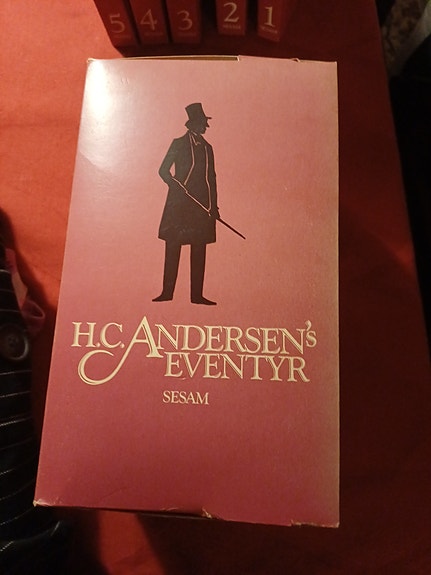 5 4 3 2 1
H.C. ANDERSEN's
EVENTYR
SESAM